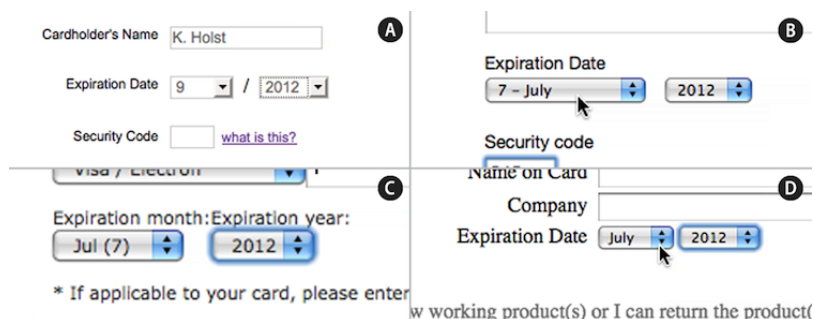 Cardholder's Name K. Holst A
Expiration Date 9 / 2012
Security Code what is this?
B
Expiration Date
7 - July 2012
Security code
Visa / Electron C
Expiration month:Expiration year:
Jul (7) 2012
* If applicable to your card, please enter
Name on Card D
Company
Expiration Date July 2012
w working product(s) or I can return the product(